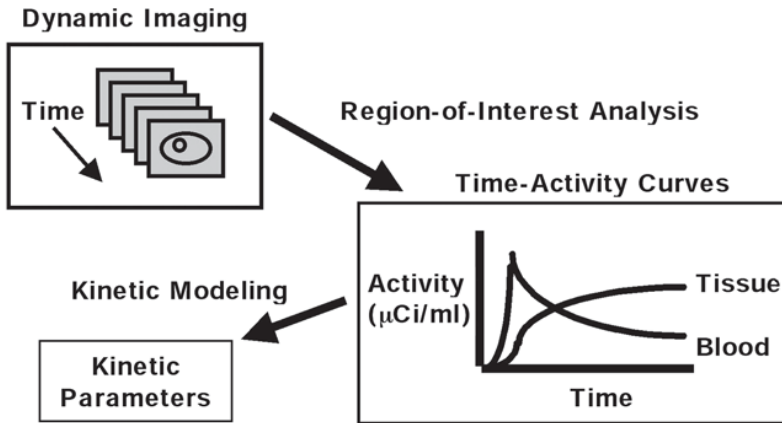 Dynamic Imaging
Time
Region-of-Interest Analysis
Time-Activity Curves
Activity
(μCi/ml)
Tissue
Blood
Time
Kinetic Modeling
Kinetic
Parameters